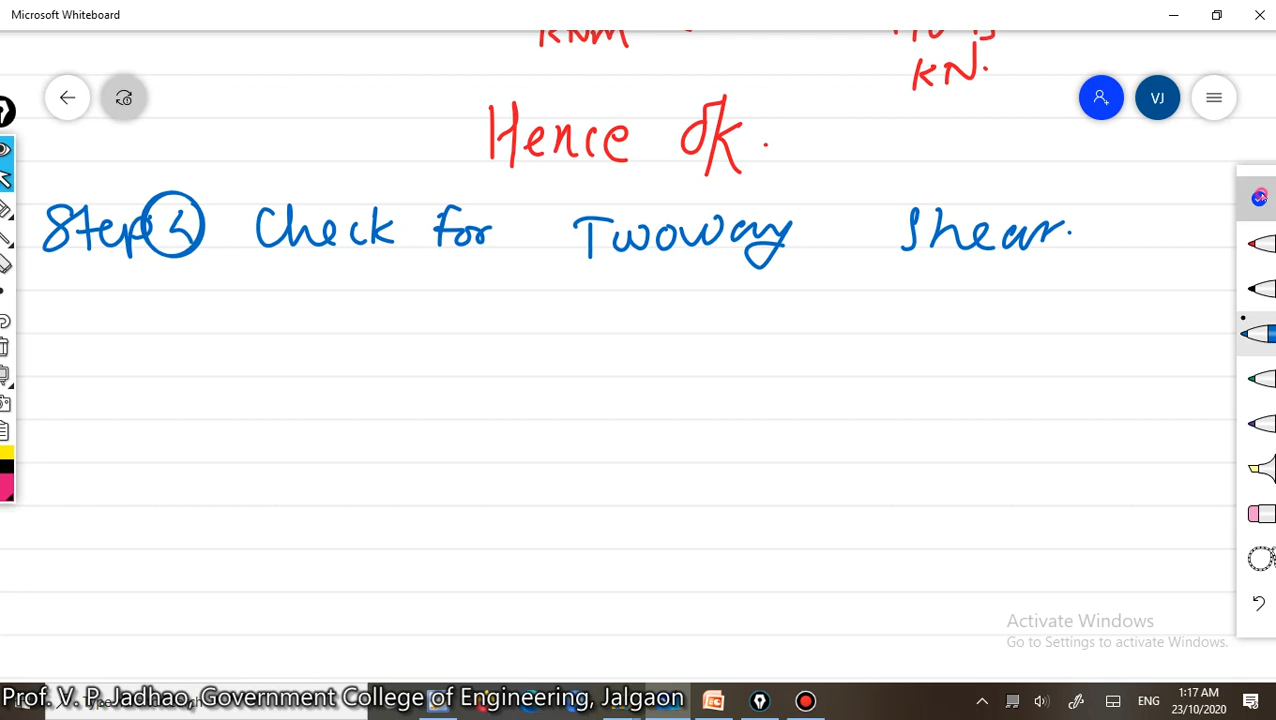 Microsoft Whiteboard
KNM
KN.
VJ
Hence ok.
Step Check for Twoway Shear.
Activate Windows
Go to Settings to activate Windows.
Prof. V. P. Jadhao, Government College of Engineering, Jalgaon
ENG
1:17 AM
23/10/2020